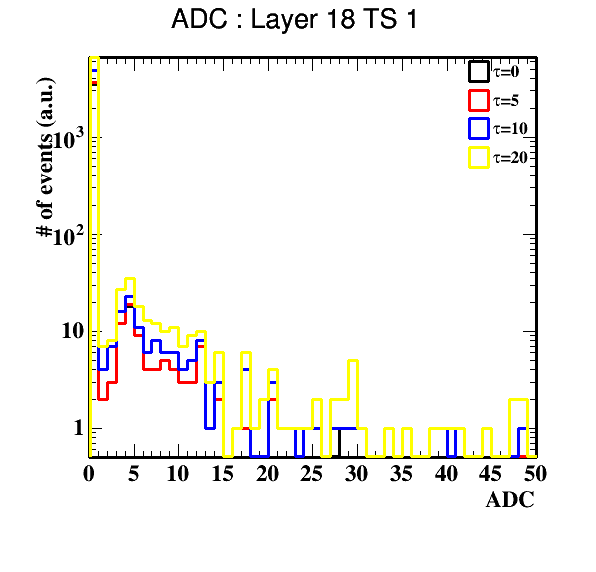 ADC : Layer 18 TS 1
# of events (a.u.)
10³
10²
10
1
τ=0
τ=5
τ=10
τ=20
0 5 10 15 20 25 30 35 40 45 50
ADC